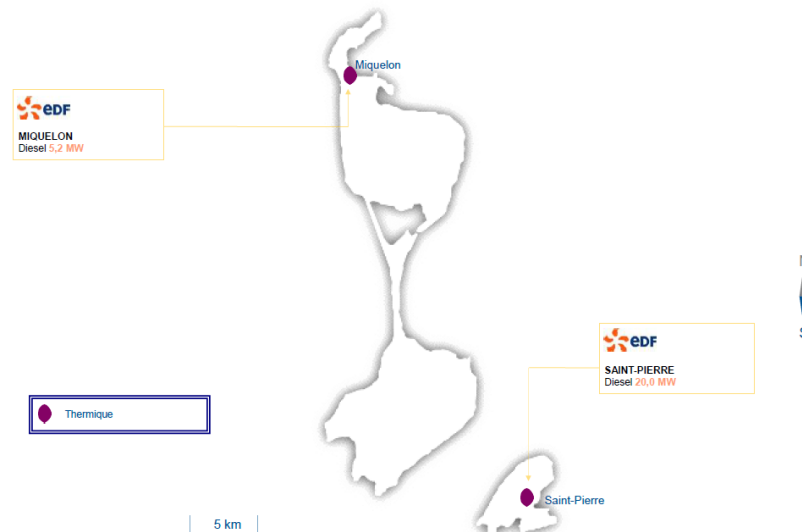 Miquelon
eDF
MIQUELON
Diesel 5,2 MW
N
S
eDF
SAINT-PIERRE
Diesel 20,0 MW
Thermique
Saint-Pierre
5 km